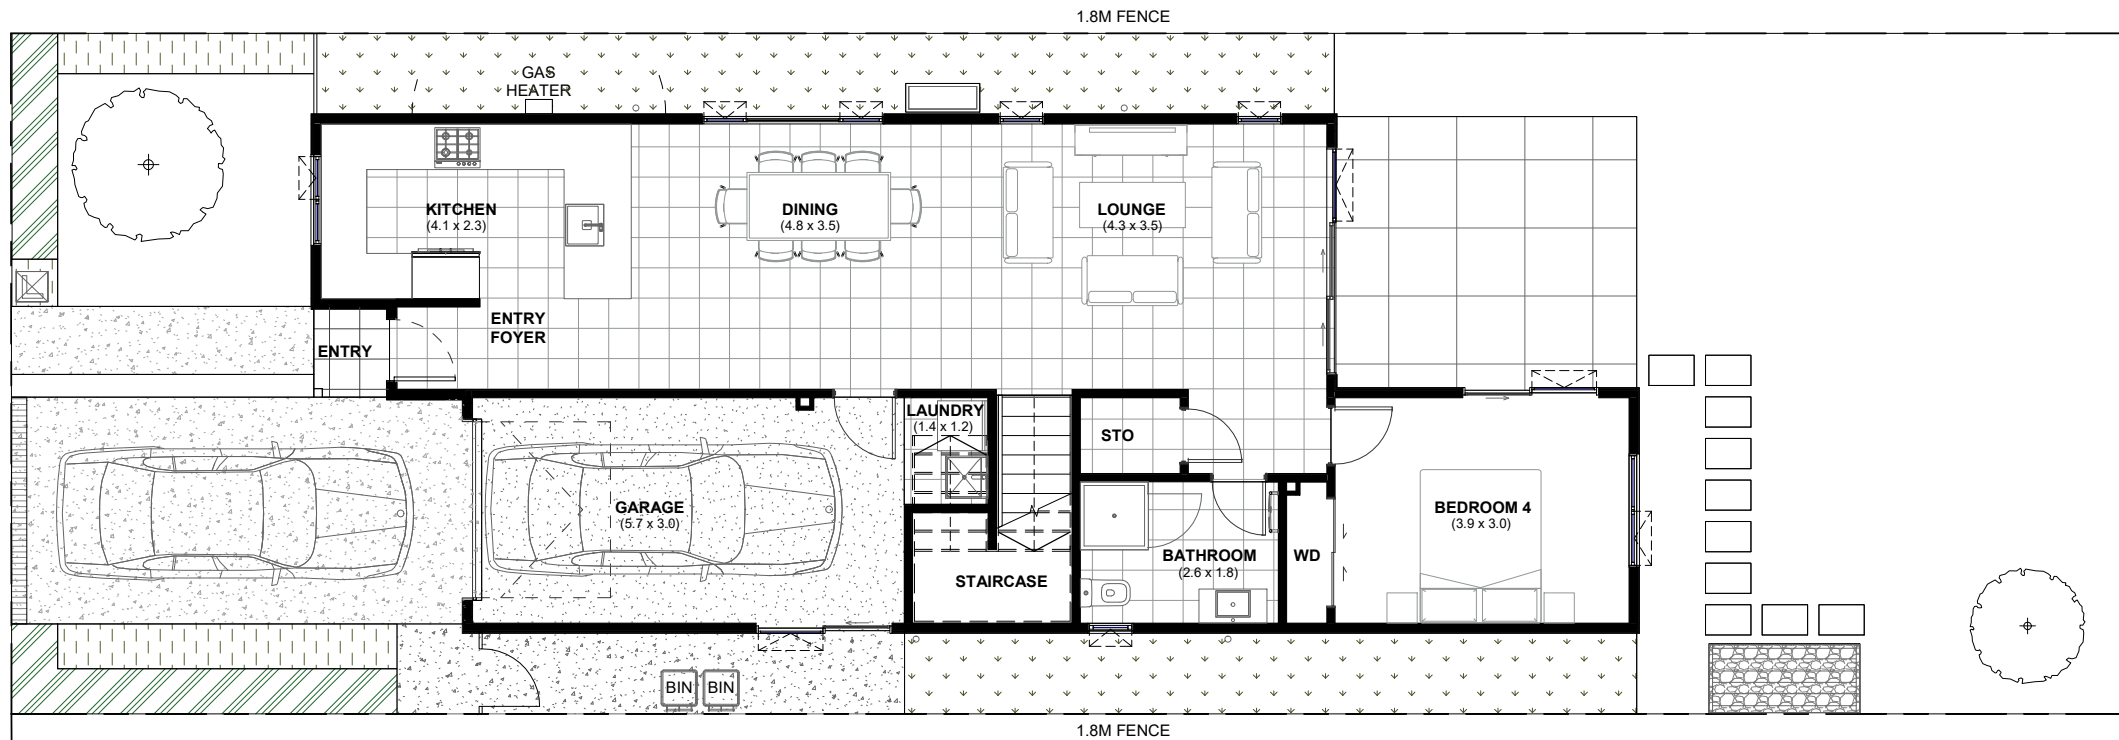 1.8M FENCE
GAS
HEATER
KITCHEN
(4.1 x 2.3)
DINING
(4.8 x 3.5)
LOUNGE
(4.3 x 3.5)
ENTRY
FOYER
ENTRY
LAUNDRY
(1.4 x 1.2)
STO
GARAGE
(5.7 x 3.0)
BEDROOM 4
(3.9 x 3.0)
BATHROOM
(2.6 x 1.8)
WD
STAIRCASE
BIN
BIN
1.8M FENCE